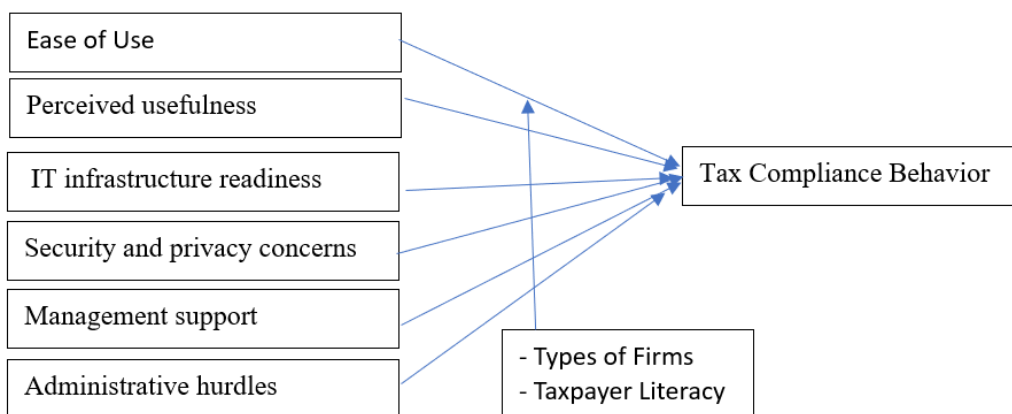 Ease of Use
Perceived usefulness
IT infrastructure readiness
Security and privacy concerns
Management support
Administrative hurdles
Tax Compliance Behavior
- Types of Firms
- Taxpayer Literacy